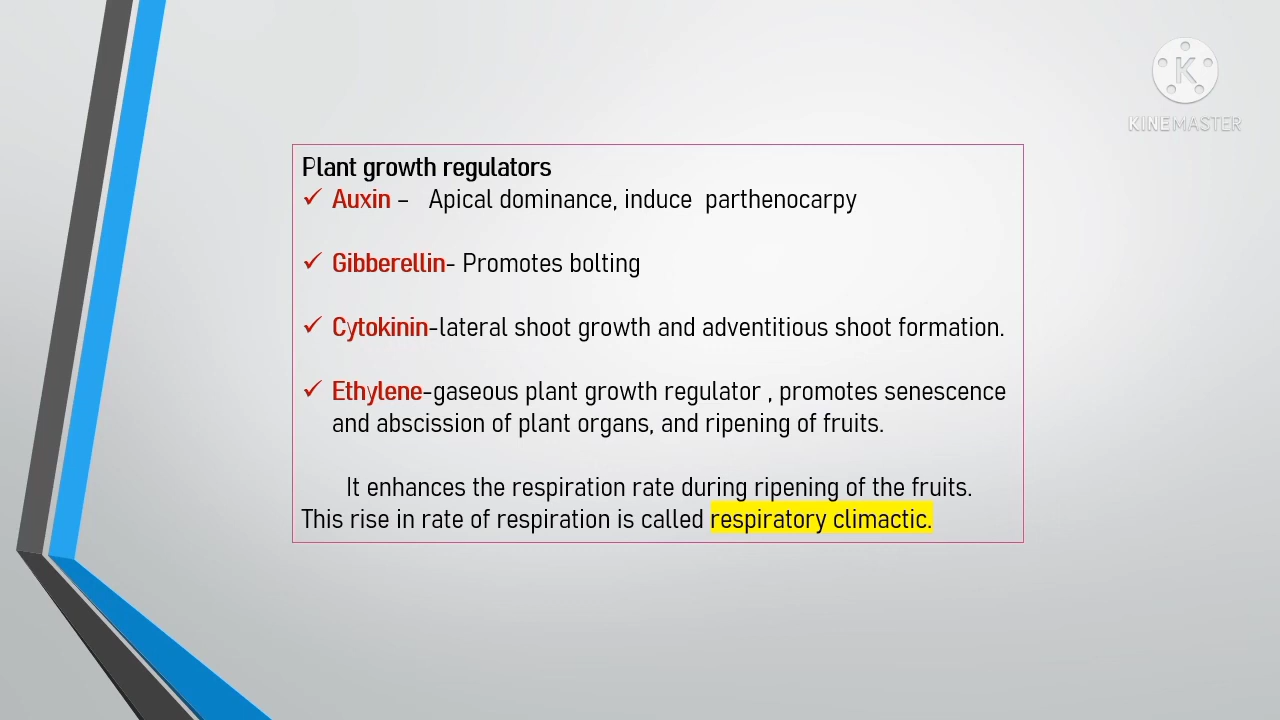 KINEMASTER
Plant growth regulators
✓ Auxin – Apical dominance, induce parthenocarpy
✓ Gibberellin- Promotes bolting
✓ Cytokinin-lateral shoot growth and adventitious shoot formation.
✓ Ethylene-gaseous plant growth regulator , promotes senescence
and abscission of plant organs, and ripening of fruits.
It enhances the respiration rate during ripening of the fruits.
This rise in rate of respiration is called respiratory climactic.